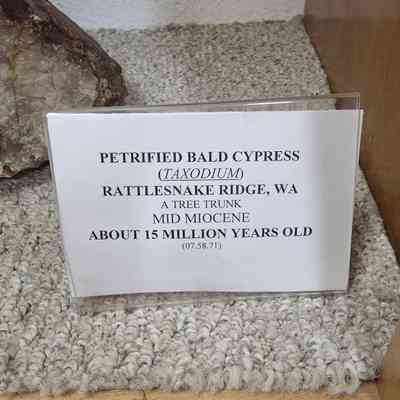 PETRIFIED BALD CYPRESS
(TAXODIUM)
RATTLESNAKE RIDGE, WA
A TREE TRUNK
MID MIOCENE
ABOUT 15 MILLION YEARS OLD
(07.58.71)